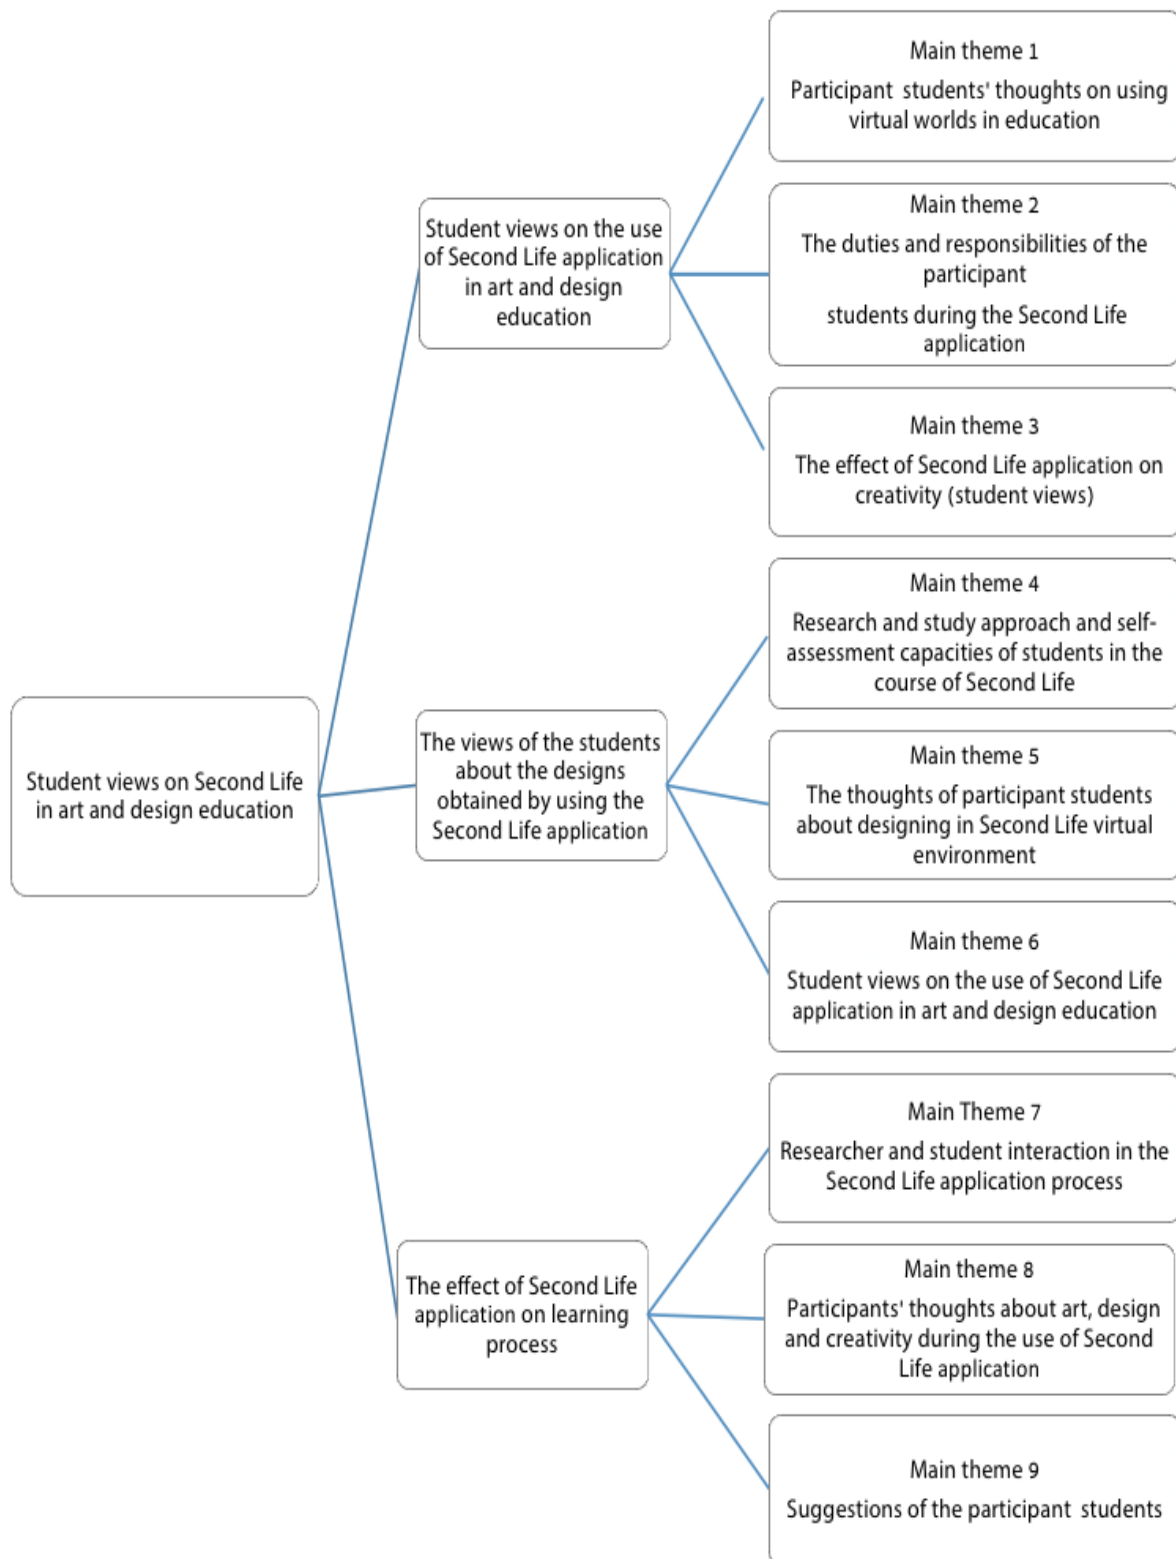 Student views on Second Life
in art and design education
Student views on the use
of Second Life application
in art and design
education
Main theme 1
Participant students' thoughts on using
virtual worlds in education
Main theme 2
The duties and responsibilities of the
participant
students during the Second Life
application
Main theme 3
The effect of Second Life application on
creativity (student views)
The views of the students
about the designs
obtained by using the
Second Life application
Main theme 4
Research and study approach and self-
assessment capacities of students in the
course of Second Life
Main theme 5
The thoughts of participant students
about designing in Second Life virtual
environment
Main theme 6
Student views on the use of Second Life
application in art and design education
The effect of Second Life
application on learning
process
Main Theme 7
Researcher and student interaction in the
Second Life application process
Main theme 8
Participants' thoughts about art, design
and creativity during the use of Second
Life application
Main theme 9
Suggestions of the participant students